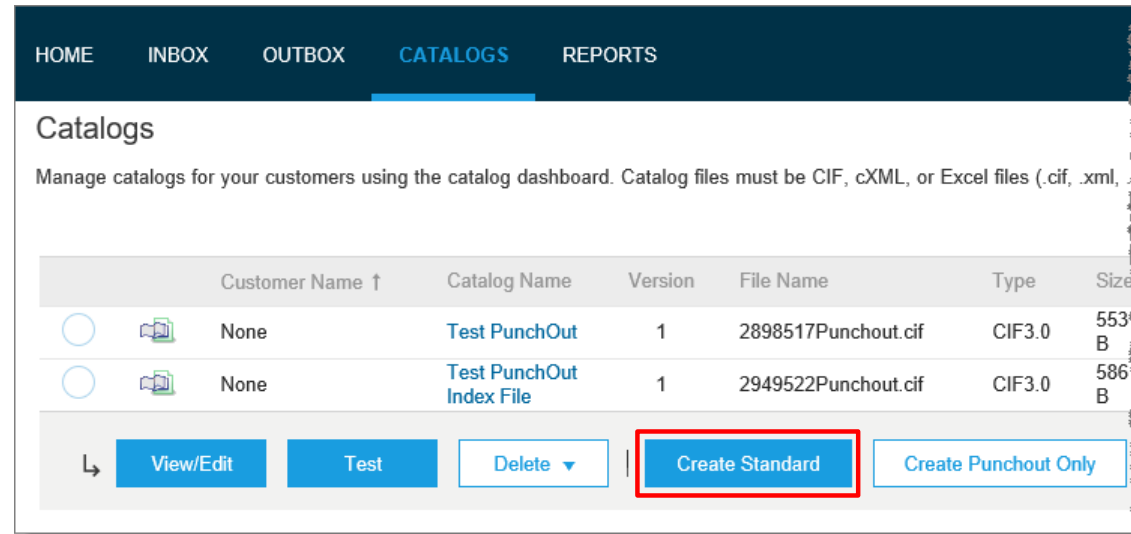 HOME INBOX OUTBOX CATALOGS REPORTS
Catalogs
Manage catalogs for your customers using the catalog dashboard. Catalog files must be CIF, cXML, or Excel files (.cif, .xml,
Customer Name ↑ Catalog Name Version File Name Type Size
None Test PunchOut 1 2898517Punchout.cif CIF3.0 553
B
None Test PunchOut
Index File 1 2949522Punchout.cif CIF3.0 586
B
View/Edit Test Delete ▼ | Create Standard Create Punchout Only